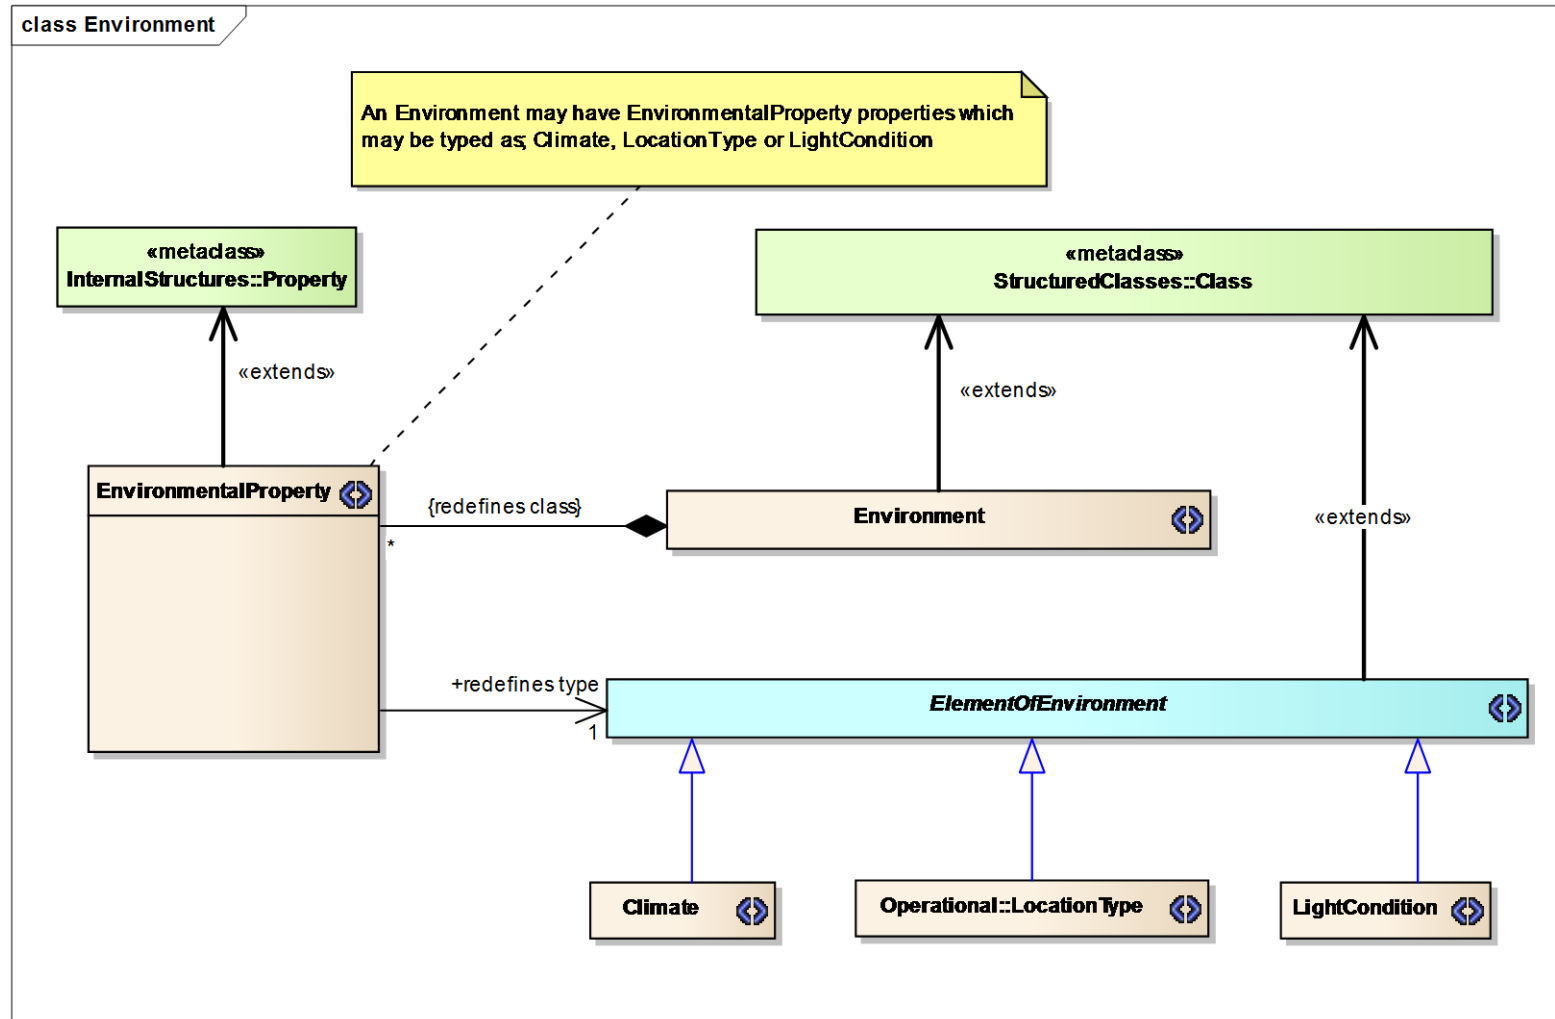 class Environment
An Environment may have EnvironmentalProperty properties which
may be typed as; Climate, LocationType or LightCondition
«metaclass»
InternalStructures::Property
«metaclass»
StructuredClasses::Class
«extends»
«extends»
EnvironmentalProperty
{redefines class}
*
Environment
«extends»
+redefines type
1
ElementOfEnvironment
Climate
Operational::LocationType
LightCondition